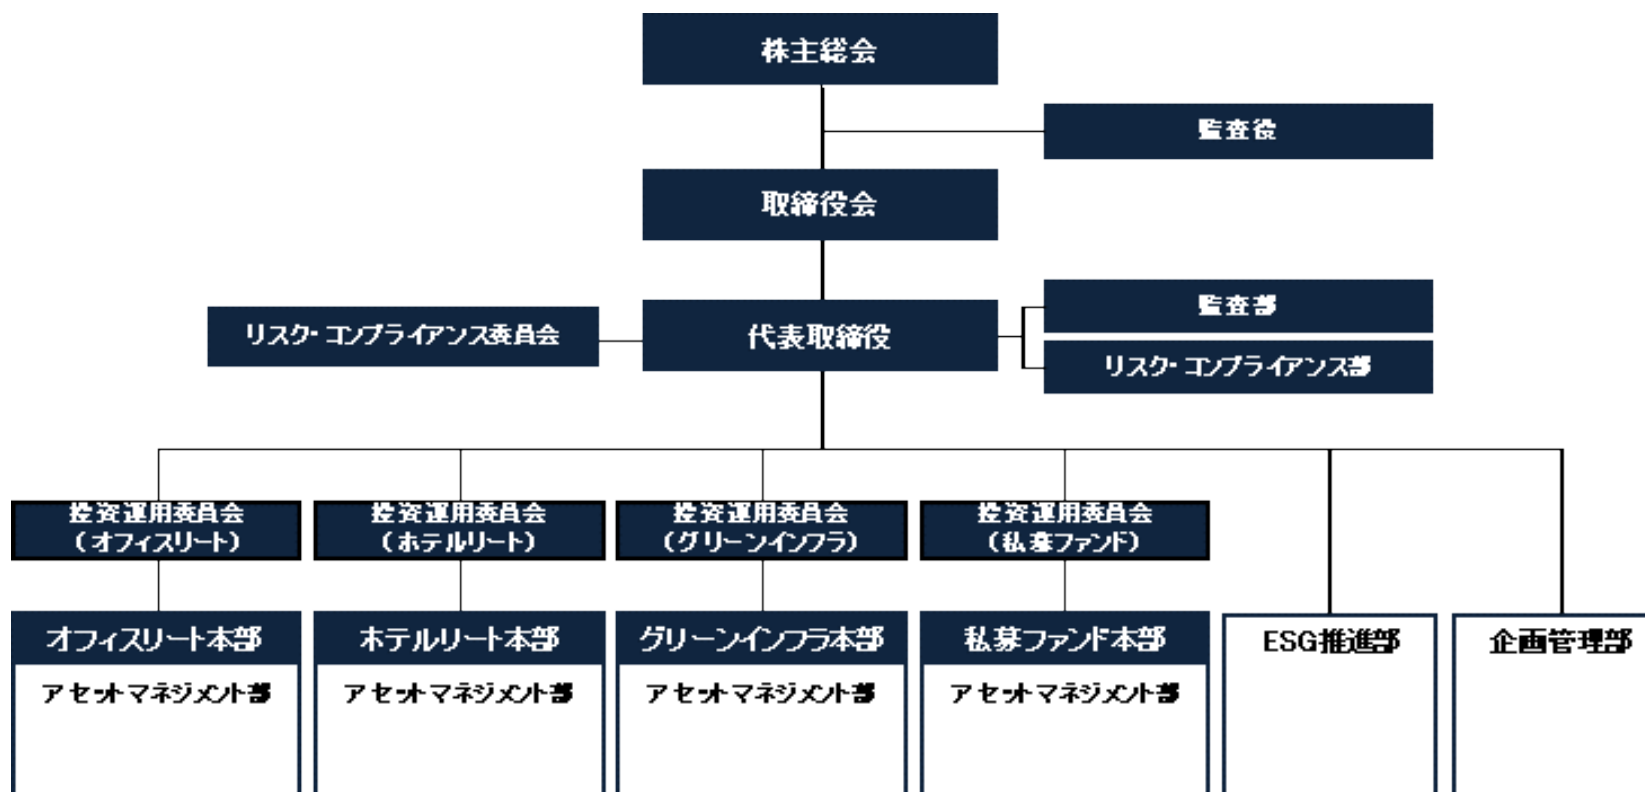 株主総会
監査役
取締役会
監査部
リスク・コンプライアンス委員会
代表取締役
リスク・コンプライアンス部
投資運用委員会
（オフィスリート）
投資運用委員会
（ホテルリート）
投資運用委員会
（グリーンインフラ）
投資運用委員会
（私募ファンド）
オフィスリート本部
アセットマネジメント部
ホテルリート本部
アセットマネジメント部
グリーンインフラ本部
アセットマネジメント部
私募ファンド本部
アセットマネジメント部
ESG推進部
企画管理部